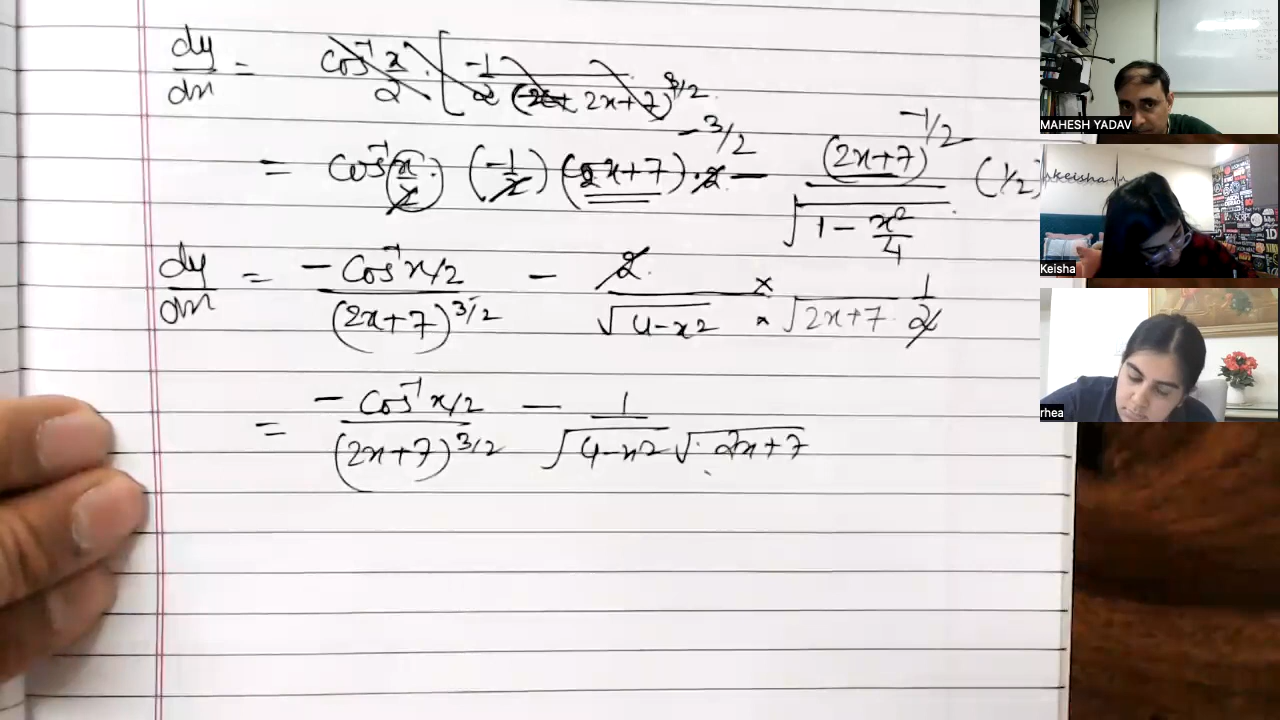 dy/dx = cos⁻¹ x/2 · [ -1 / 2 (2x+ 2x+7)^3/2
= cos⁻¹(x/2) · (-1/2) (2x+7)^-3/2 · 2 - (2x+7)^-1/2 / √(1 - x²/4) · (1/2)
dy/dx = - cos⁻¹ x/2 / (2x+7)^3/2 - 2 / √(4-x²) × √(2x+7) · 1/2
= - cos⁻¹ x/2 / (2x+7)^3/2 - 1 / √(4-x²) √(2x+7)
MAHESH YADAV
keisha
Keisha
rhea